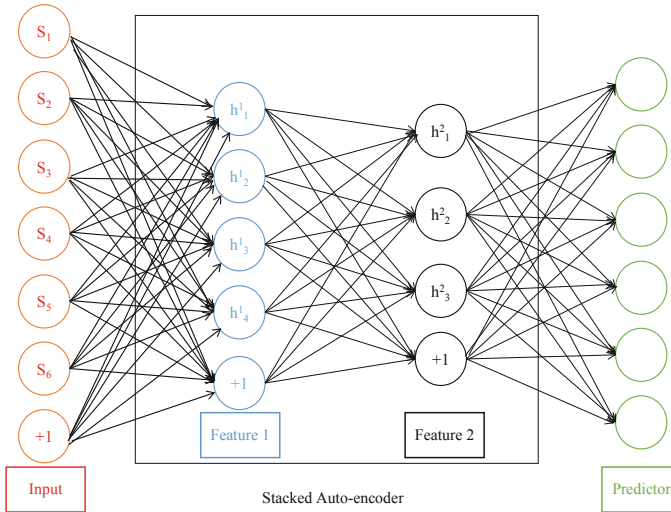 S₁
S₂
S₃
S₄
S₅
S₆
+1
Input
h¹₁
h¹₂
h¹₃
h¹₄
+1
Feature 1
h²₁
h²₂
h²₃
+1
Feature 2
Predictor
Stacked Auto-encoder